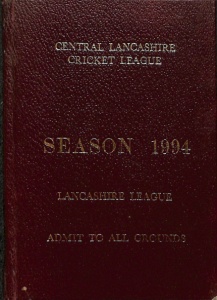 CENTRAL LANCASHIRE
CRICKET LEAGUE
SEASON 1994
LANCASHIRE LEAGUE
ADMIT TO ALL GROUNDS